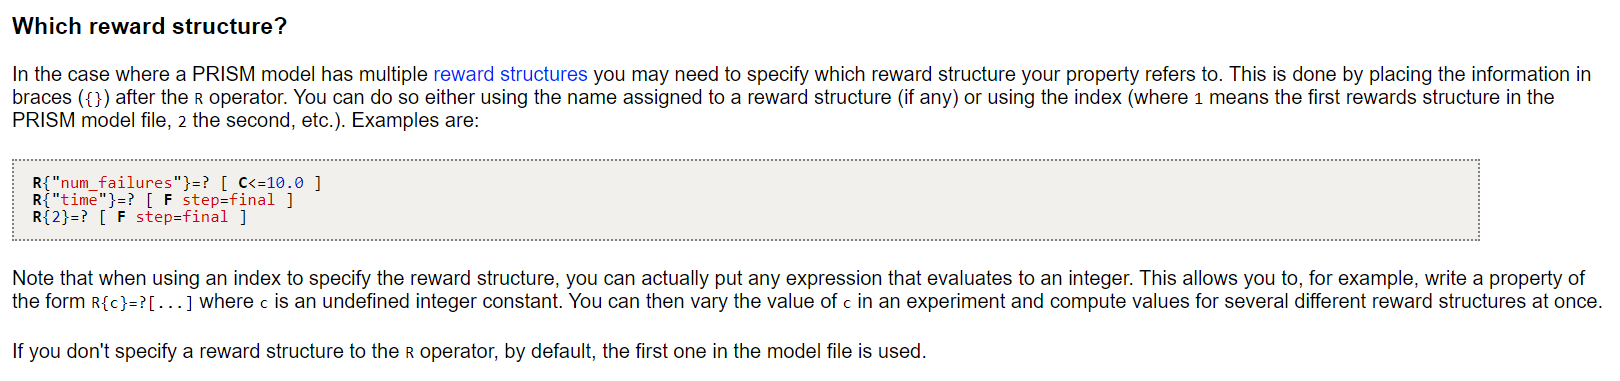 Which reward structure?
In the case where a PRISM model has multiple reward structures you may need to specify which reward structure your property refers to. This is done by placing the information in
braces ({}) after the R operator. You can do so either using the name assigned to a reward structure (if any) or using the index (where 1 means the first rewards structure in the
PRISM model file, 2 the second, etc.). Examples are:
R{"num_failures"}=? [ C<=10.0 ]
R{"time"}=? [ F step=final ]
R{2}=? [ F step=final ]
Note that when using an index to specify the reward structure, you can actually put any expression that evaluates to an integer. This allows you to, for example, write a property of
the form R{c}=?[...] where c is an undefined integer constant. You can then vary the value of c in an experiment and compute values for several different reward structures at once.
If you don't specify a reward structure to the R operator, by default, the first one in the model file is used.